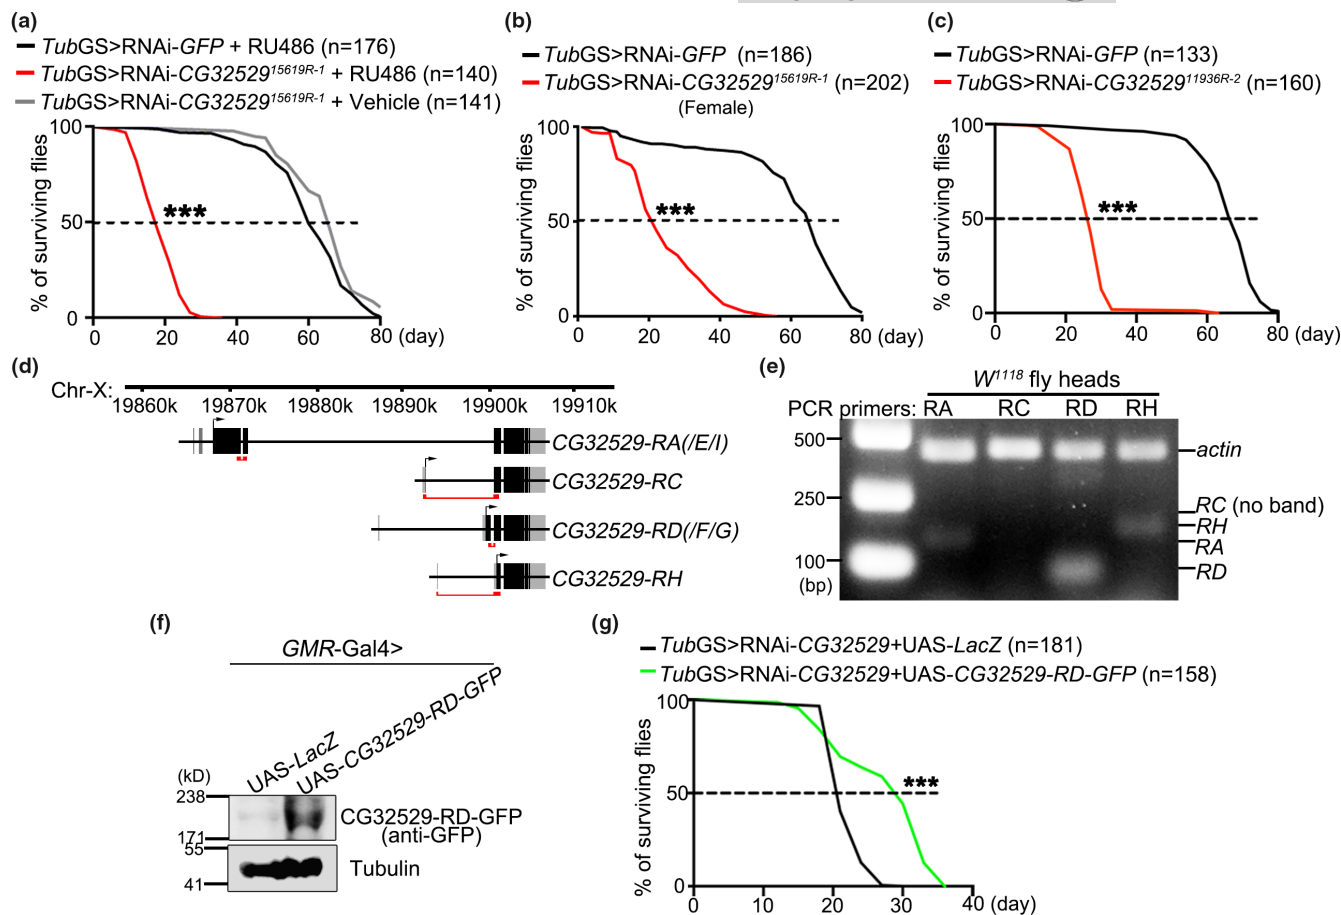 (a)
TubGS>RNAi-GFP + RU486 (n=176)
TubGS>RNAi-CG32529 15619R-1 + RU486 (n=140)
TubGS>RNAi-CG32529 15619R-1 + Vehicle (n=141)
% of surviving flies
100
50
0
***
0 20 40 60 80 (day)
(b)
TubGS>RNAi-GFP (n=186)
TubGS>RNAi-CG32529 15619R-1 (n=202)
(Female)
% of surviving flies
100
50
0
***
0 20 40 60 80 (day)
(c)
TubGS>RNAi-GFP (n=133)
TubGS>RNAi-CG32529 11936R-2 (n=160)
% of surviving flies
100
50
0
***
0 20 40 60 80 (day)
(d)
Chr-X:
19860k 19870k 19880k 19890k 19900k 19910k
CG32529-RA(/E/I)
CG32529-RC
CG32529-RD(/F/G)
CG32529-RH
(e)
W1118 fly heads
PCR primers: RA RC RD RH
500
250
100
(bp)
actin
RC (no band)
RH
RA
RD
(f)
GMR-Gal4>
UAS-LacZ
UAS-CG32529-RD-GFP
(kD)
238
171
55
41
CG32529-RD-GFP
(anti-GFP)
Tubulin
(g)
TubGS>RNAi-CG32529+UAS-LacZ (n=181)
TubGS>RNAi-CG32529+UAS-CG32529-RD-GFP (n=158)
% of surviving flies
100
50
0
***
0 10 20 30 40 (day)